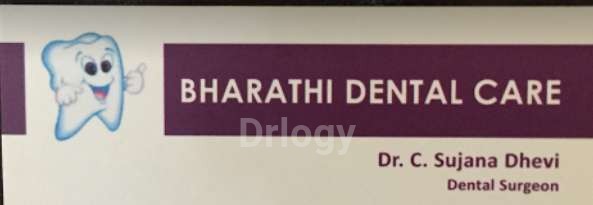 BHARATHI DENTAL CARE
Drlogy
Dr. C. Sujana Dhevi
Dental Surgeon